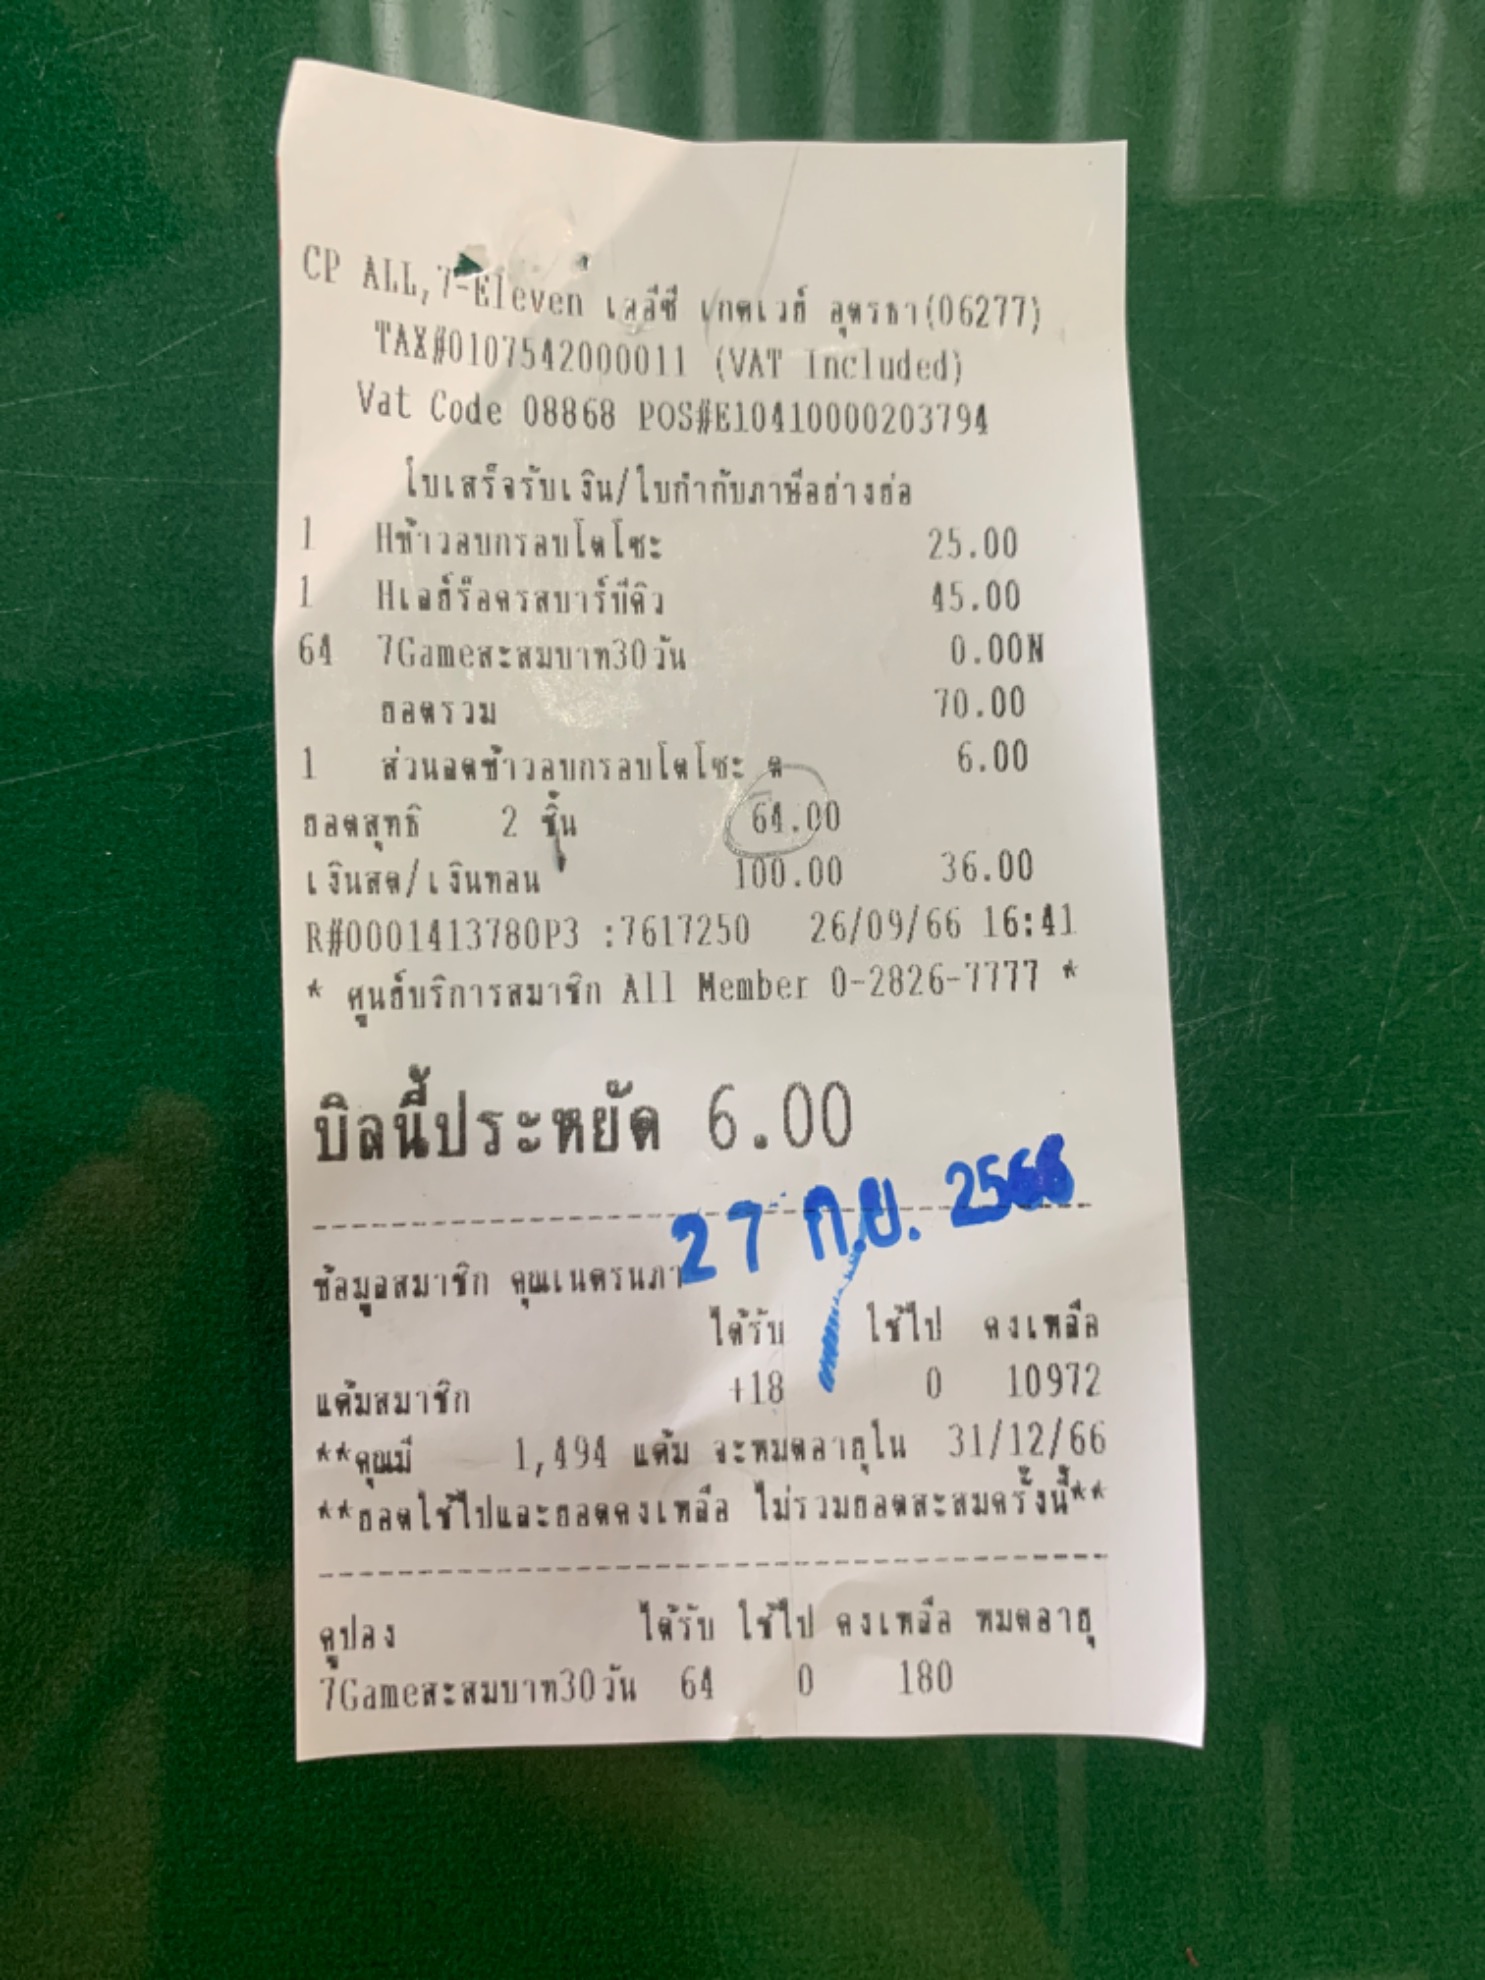 CP ALL,7-Eleven เลอีซี เกตเวย์ อุตรธา(06277)
TAX#0107542000011 (VAT Included)
Vat Code 08868 POS#E10410000203794
ใบเสร็จรับเงิน/ใบกำกับภาษีอย่างย่อ
1 Hข้าวอบกรอบโดโซะ 25.00
1 Hเลย์ร็อครสบาร์บีคิว 45.00
64 7Gameสะสมบาท30วัน 0.00N
ยอดรวม 70.00
1 ส่วนลดข้าวอบกรอบโดโซะ ด 6.00
ยอดสุทธิ 2 ชิ้น 64.00
เงินสด/เงินทอน 100.00 36.00
R#0001413780P3 :7617250 26/09/66 16:41
* ศูนย์บริการสมาชิก All Member 0-2826-7777 *
บิลนี้ประหยัด 6.00
27 ก.ย. 2566
ข้อมูลสมาชิก คุณเนตรนภา
ได้รับ ใช้ไป คงเหลือ
แต้มสมาชิก +18 0 10972
**คุณมี 1,494 แต้ม จะหมดอายุใน 31/12/66
**ยอดใช้ไปและยอดคงเหลือ ไม่รวมยอดสะสมครั้งนี้**
คูปอง ได้รับ ใช้ไป คงเหลือ หมดอายุ
7Gameสะสมบาท30วัน 64 0 180